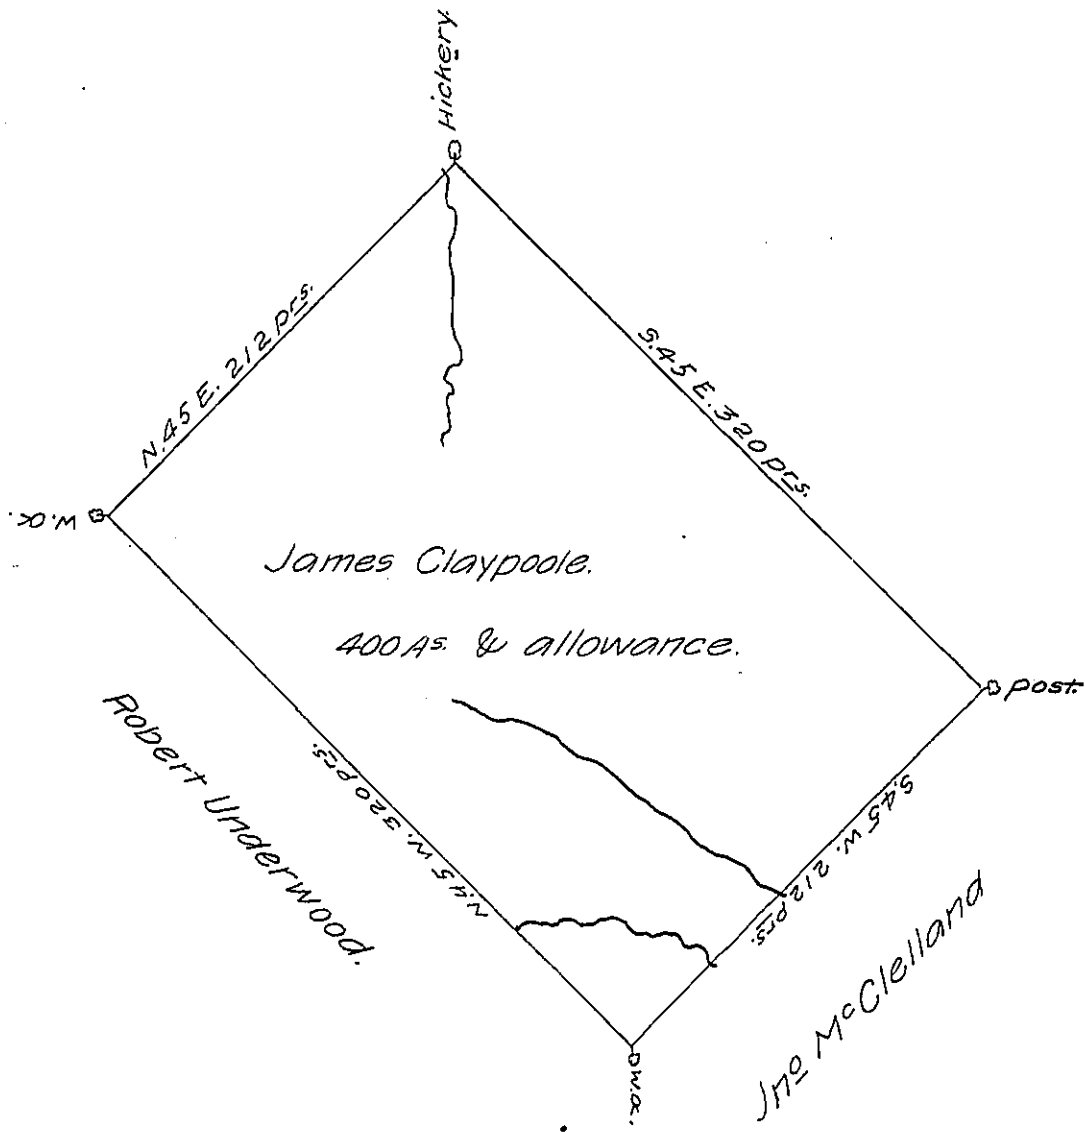 Hickery
N.45 E. 212 prs.
S.45 E. 320 prs.
W.O.
James Claypoole.
400 As. & allowance.
Post.
Robert Underwood.
N.45 W. 320 prs.
S.45 W. 212 prs.
Jno McClelland
W.O.